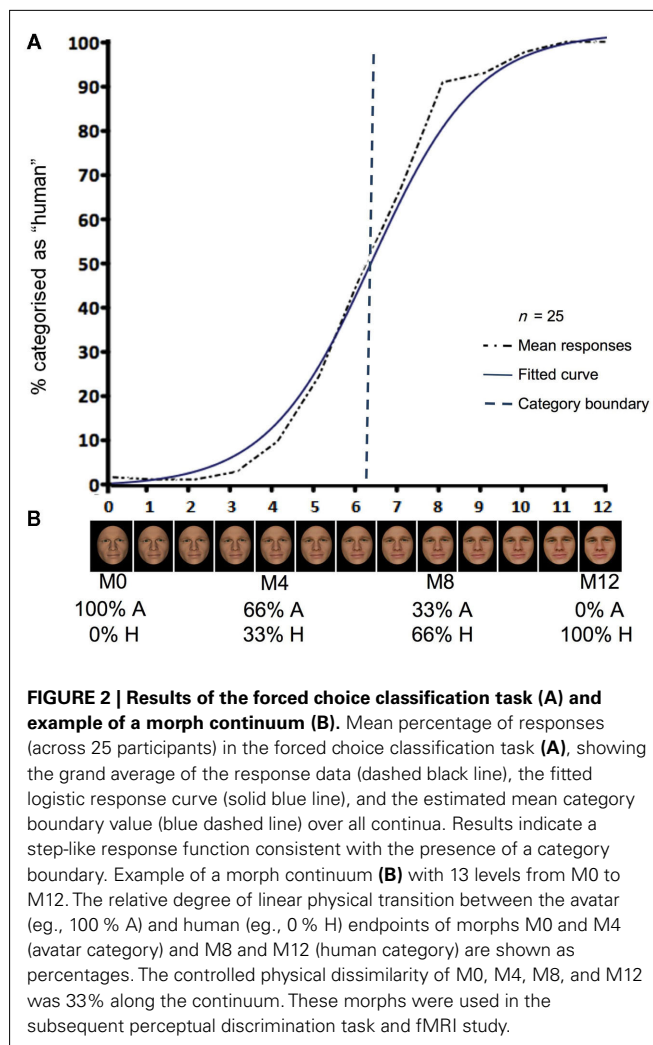 A
100
90
80
70
60
50
40
30
20
10
0
% categorised as "human"
n = 25
Mean responses
Fitted curve
Category boundary
0 1 2 3 4 5 6 7 8 9 10 11 12
B
M0 M4 M8 M12
100% A 66% A 33% A 0% A
0% H 33% H 66% H 100% H
FIGURE 2 | Results of the forced choice classification task (A) and
example of a morph continuum (B). Mean percentage of responses
(across 25 participants) in the forced choice classification task (A), showing
the grand average of the response data (dashed black line), the fitted
logistic response curve (solid blue line), and the estimated mean category
boundary value (blue dashed line) over all continua. Results indicate a
step-like response function consistent with the presence of a category
boundary. Example of a morph continuum (B) with 13 levels from M0 to
M12. The relative degree of linear physical transition between the avatar
(eg., 100 % A) and human (eg., 0 % H) endpoints of morphs M0 and M4
(avatar category) and M8 and M12 (human category) are shown as
percentages. The controlled physical dissimilarity of M0, M4, M8, and M12
was 33% along the continuum. These morphs were used in the
subsequent perceptual discrimination task and fMRI study.